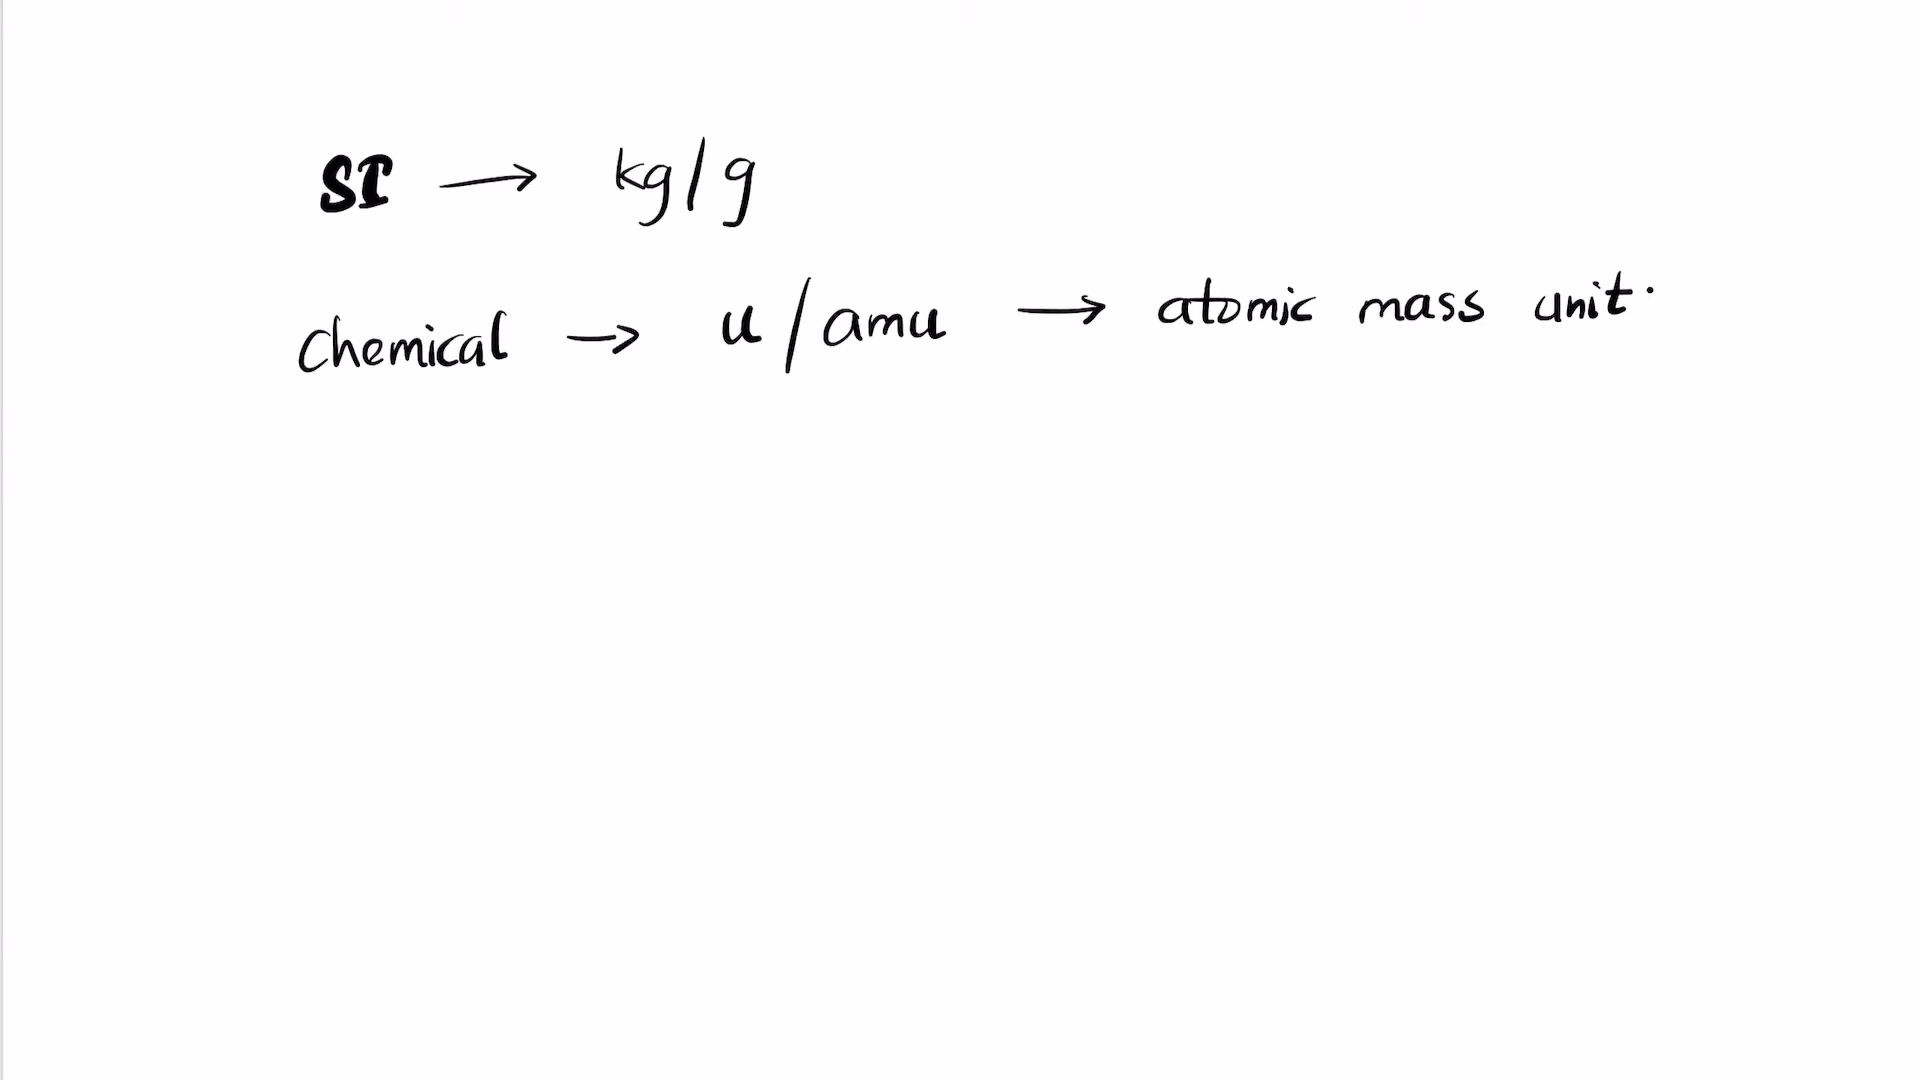 SI → kg/g
Chemical → u/amu → atomic mass unit.